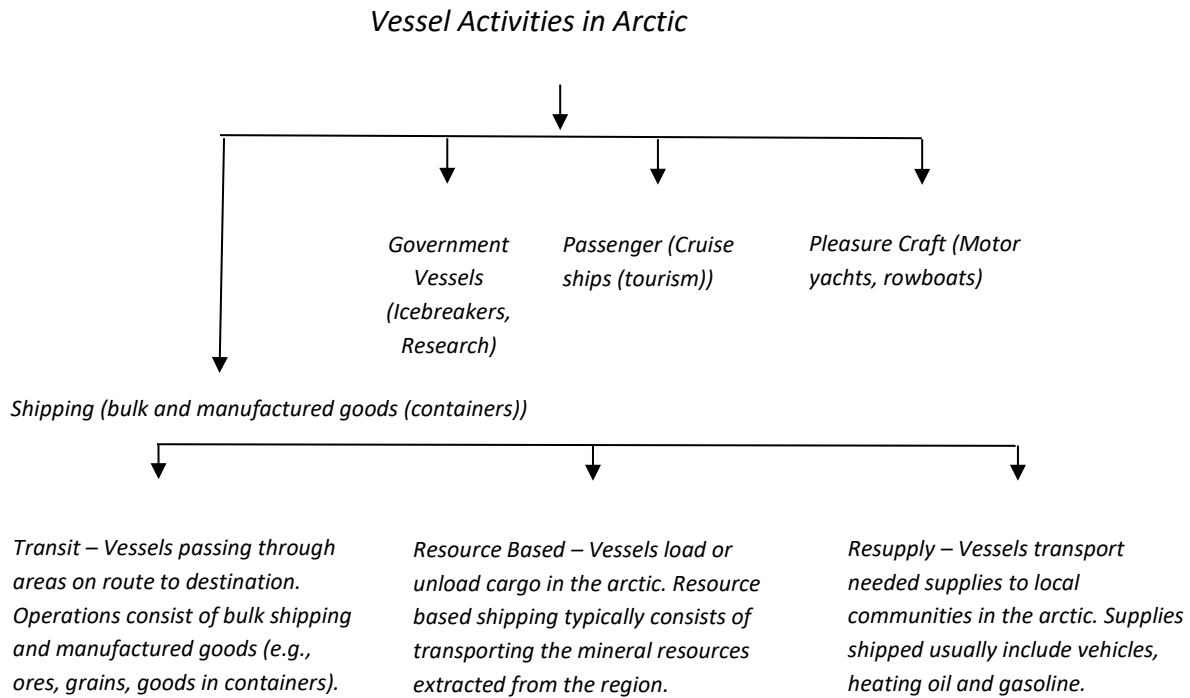 Vessel Activities in Arctic
Government
Vessels
(Icebreakers,
Research)
Passenger (Cruise
ships (tourism))
Pleasure Craft (Motor
yachts, rowboats)
Shipping (bulk and manufactured goods (containers))
Transit – Vessels passing through
areas on route to destination.
Operations consist of bulk shipping
and manufactured goods (e.g.,
ores, grains, goods in containers).
Resource Based – Vessels load or
unload cargo in the arctic. Resource
based shipping typically consists of
transporting the mineral resources
extracted from the region.
Resupply – Vessels transport
needed supplies to local
communities in the arctic. Supplies
shipped usually include vehicles,
heating oil and gasoline.